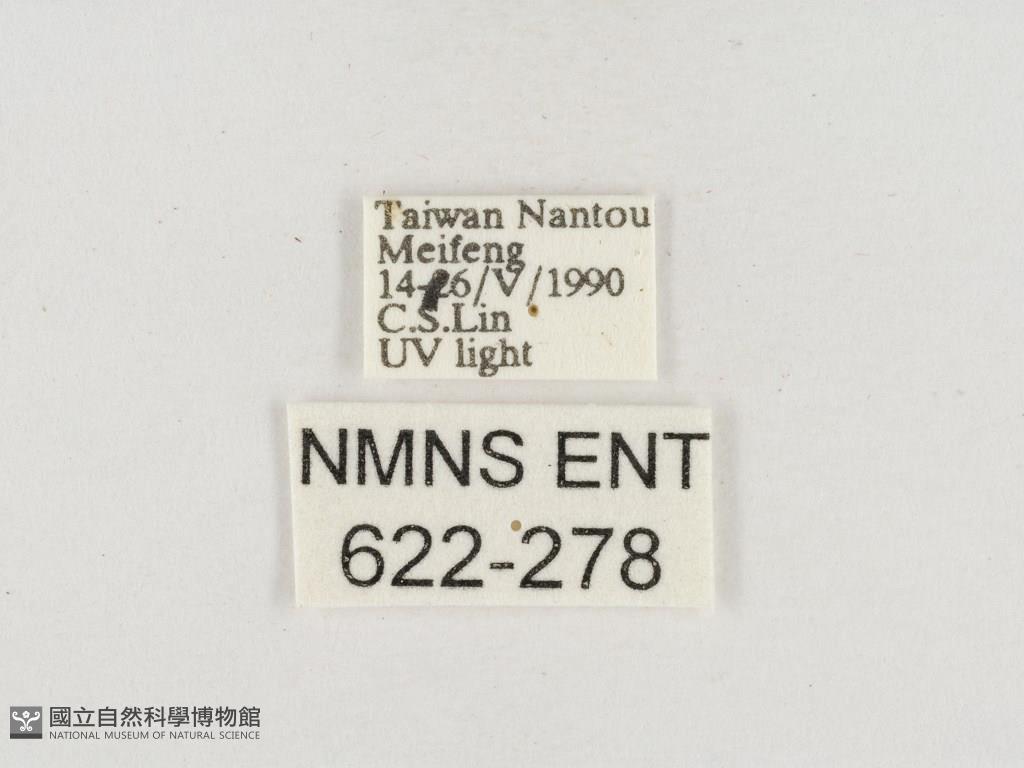 Taiwan Nantou
Meifeng
14-16/V/1990
C.S.Lin
UV light
NMNS ENT
622-278
國立自然科學博物館
NATIONAL MUSEUM OF NATURAL SCIENCE